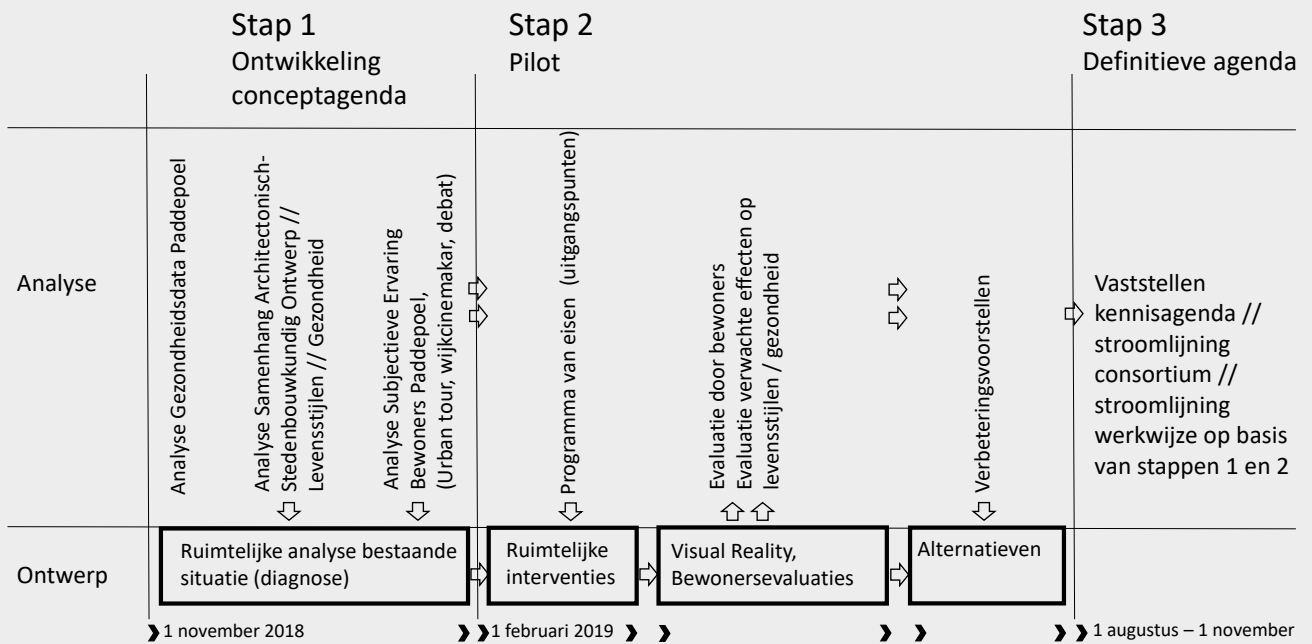 Stap 1
Ontwikkeling
conceptagenda
Stap 2
Pilot
Stap 3
Definitieve agenda
Analyse
Analyse Gezondheidsdata Paddepoel
Analyse Samenhang Architectonisch-
Stedenbouwkundig Ontwerp //
Levensstijlen // Gezondheid
Analyse Subjectieve Ervaring
Bewoners Paddepoel,
(Urban tour, wijkcinemakar, debat)
Programma van eisen (uitgangspunten)
Evaluatie door bewoners
Evaluatie verwachte effecten op
levensstijlen / gezondheid
Verbeteringsvoorstellen
Vaststellen
kennisagenda //
stroomlijning
consortium //
stroomlijning
werkwijze op basis
van stappen 1 en 2
Ontwerp
Ruimtelijke analyse bestaande
situatie (diagnose)
Ruimtelijke
interventies
Visual Reality,
Bewonersevaluaties
Alternatieven
1 november 2018
1 februari 2019
1 augustus – 1 november